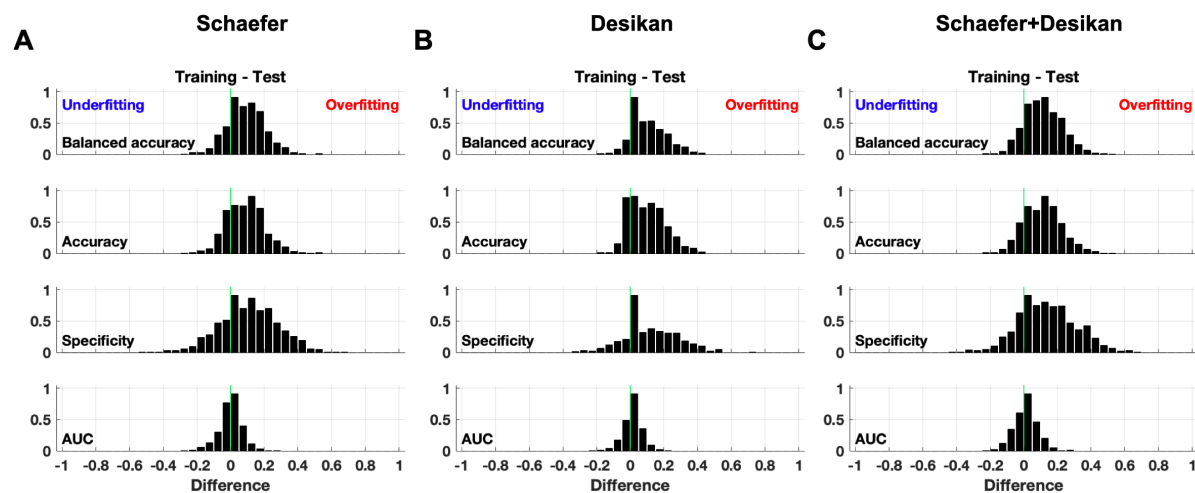 A
Schaefer
Training - Test
1
0.5
0
Underfitting
Overfitting
Balanced accuracy
1
0.5
0
Accuracy
1
0.5
0
Specificity
1
0.5
0
AUC
-1 -0.8 -0.6 -0.4 -0.2 0 0.2 0.4 0.6 0.8 1
Difference
B
Desikan
Training - Test
1
0.5
0
Underfitting
Overfitting
Balanced accuracy
1
0.5
0
Accuracy
1
0.5
0
Specificity
1
0.5
0
AUC
-1 -0.8 -0.6 -0.4 -0.2 0 0.2 0.4 0.6 0.8 1
Difference
C
Schaefer+Desikan
Training - Test
1
0.5
0
Underfitting
Overfitting
Balanced accuracy
1
0.5
0
Accuracy
1
0.5
0
Specificity
1
0.5
0
AUC
-1 -0.8 -0.6 -0.4 -0.2 0 0.2 0.4 0.6 0.8 1
Difference